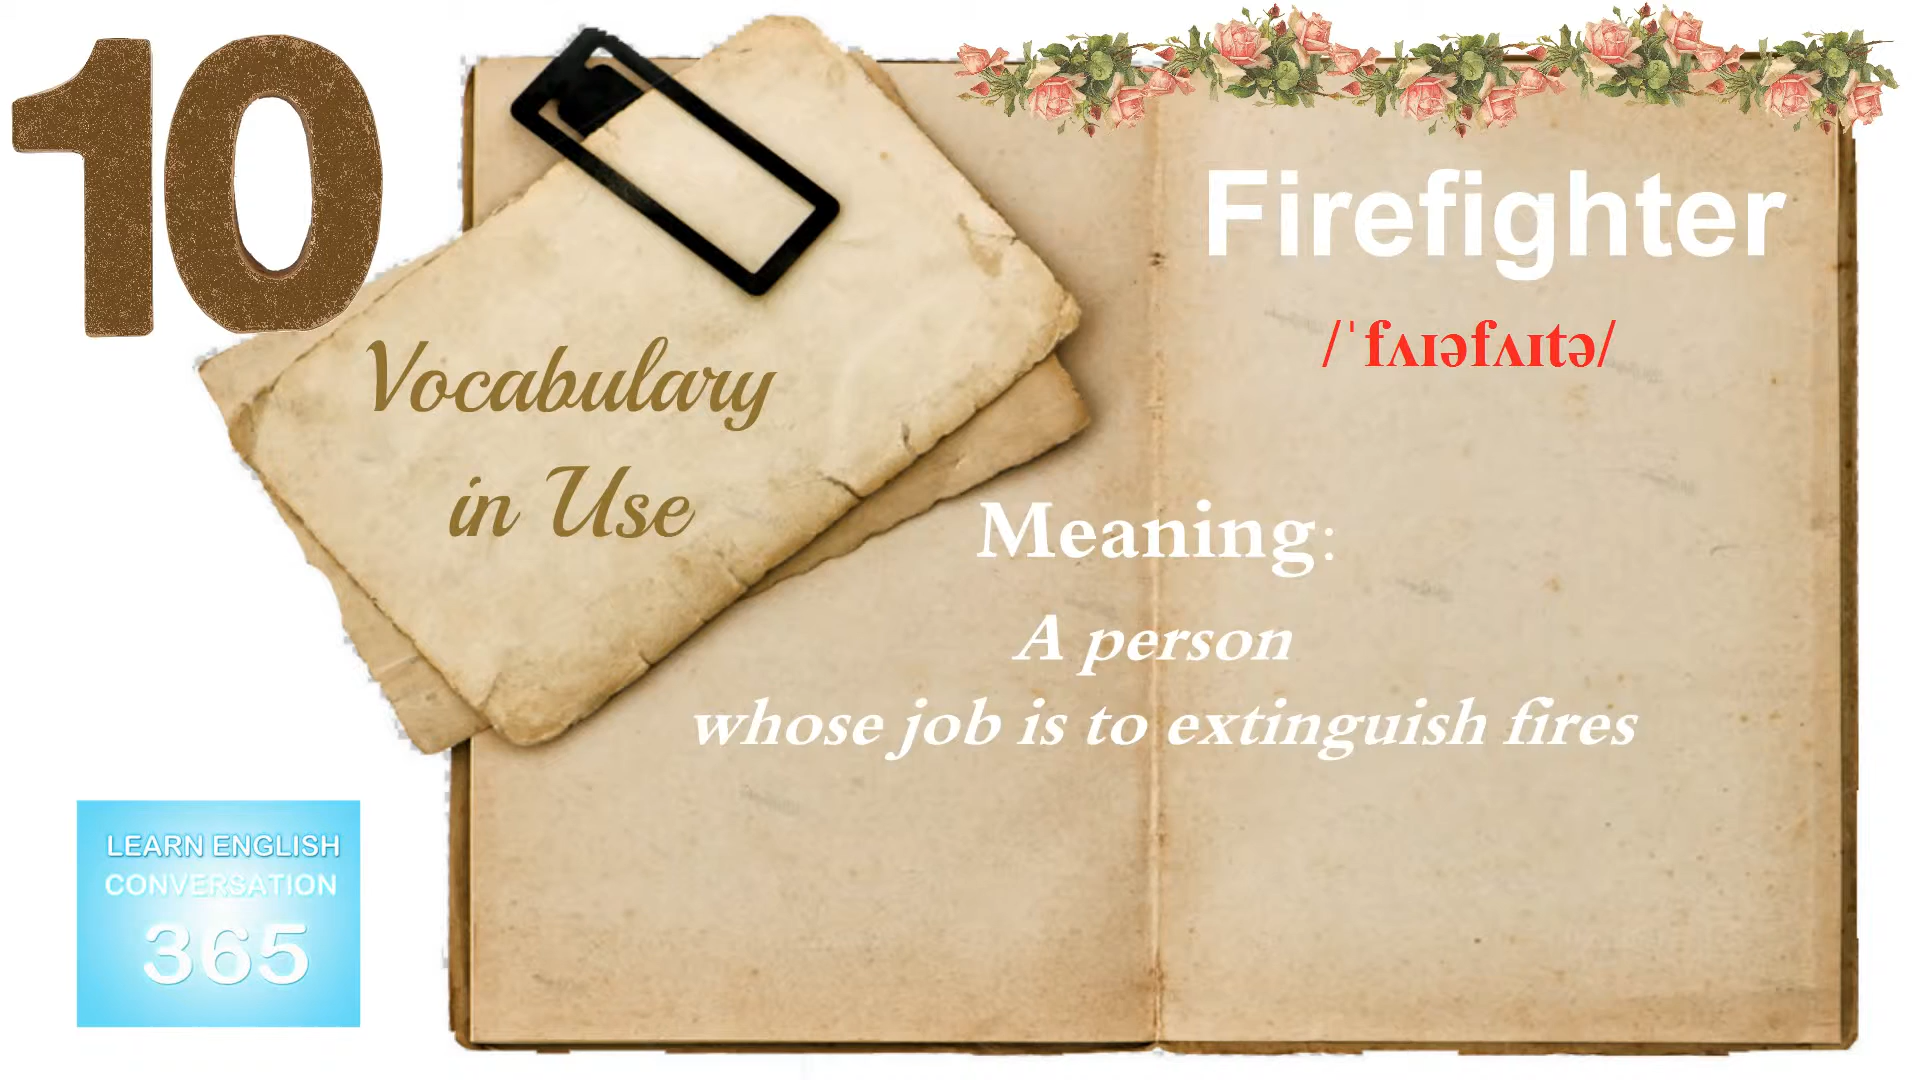 10
Vocabulary
in Use
Firefighter
/ˈfʌɪəfʌɪtə/
Meaning:
A person
whose job is to extinguish fires
LEARN ENGLISH
CONVERSATION
365